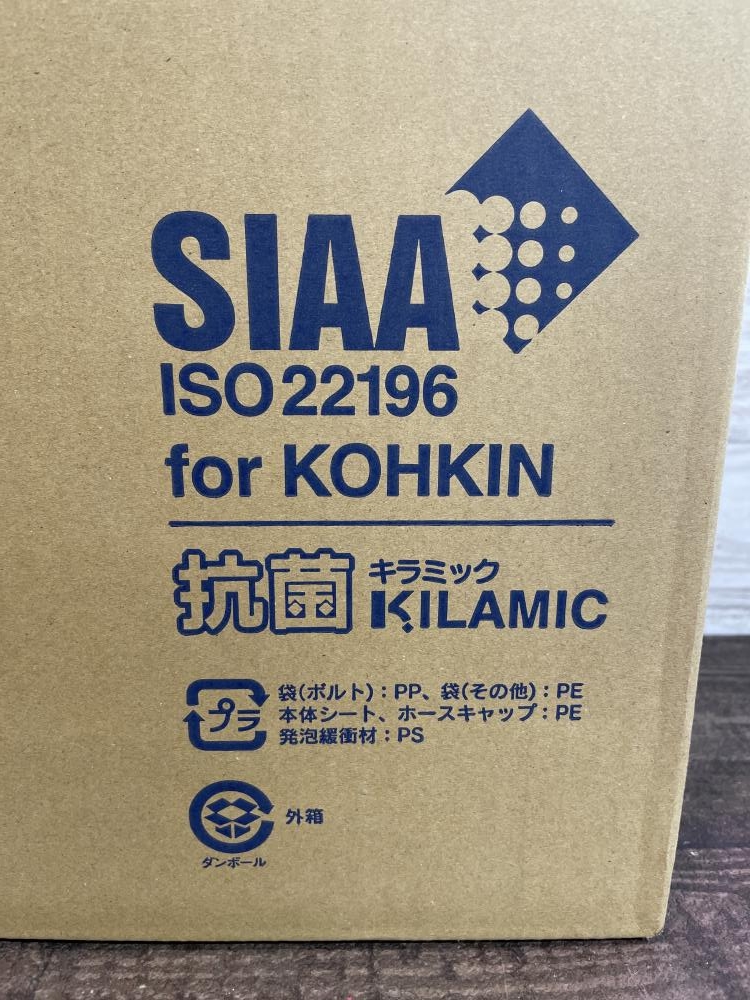 SIAA
ISO 22196
for KOHKIN
抗菌 キラミック
KILAMIC
プラ 袋(ボルト):PP、袋(その他):PE
本体シート、ホースキャップ:PE
発泡緩衝材:PS
外箱
ダンボール